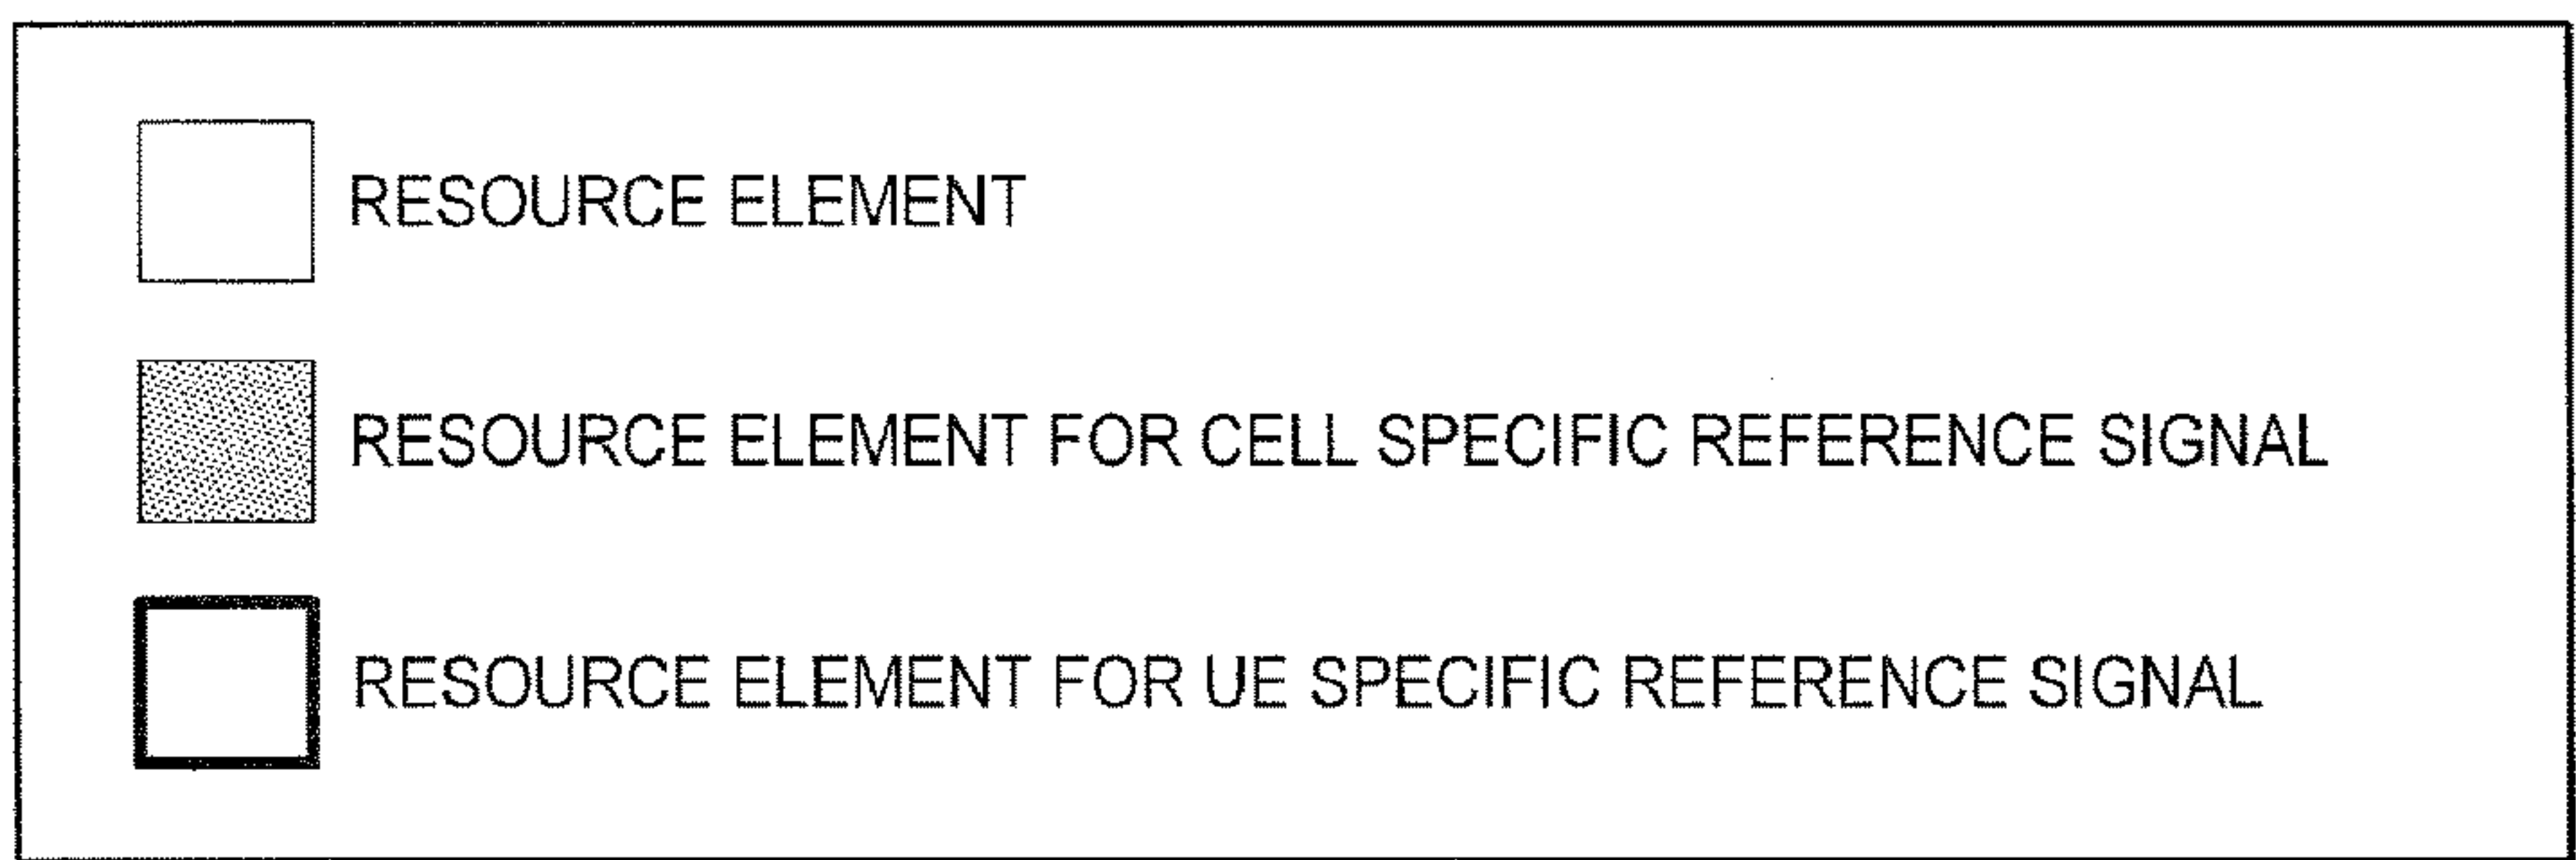 RESOURCE ELEMENT
RESOURCE ELEMENT FOR CELL SPECIFIC REFERENCE SIGNAL
RESOURCE ELEMENT FOR UE SPECIFIC REFERENCE SIGNAL